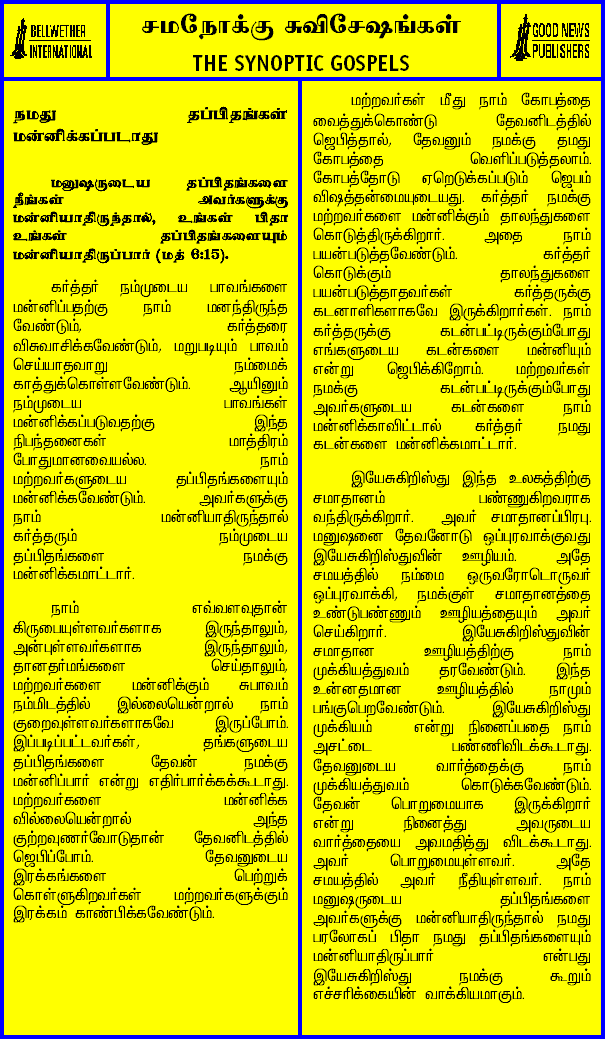 BELLWETHER
INTERNATIONAL
சமநோக்கு சுவிசேஷங்கள்
THE SYNOPTIC GOSPELS
GOOD NEWS
PUBLISHERS
நமது தப்பிதங்கள்
மன்னிக்கப்படாது
மனுஷருடைய தப்பிதங்களை
நீங்கள் அவர்களுக்கு
மன்னியாதிருந்தால், உங்கள் பிதா
உங்கள் தப்பிதங்களையும்
மன்னியாதிருப்பார் (மத் 6:15).
கர்த்தர் நம்முடைய பாவங்களை
மன்னிப்பதற்கு நாம் மனந்திருந்த
வேண்டும், கர்த்தரை
விசுவாசிக்கவேண்டும், மறுபடியும் பாவம்
செய்யாதவாறு நம்மைக்
காத்துக்கொள்ளவேண்டும். ஆயினும்
நம்முடைய பாவங்கள்
மன்னிக்கப்படுவதற்கு இந்த
நிபந்தனைகள் மாத்திரம்
போதுமானவையல்ல. நாம்
மற்றவர்களுடைய தப்பிதங்களையும்
மன்னிக்கவேண்டும். அவர்களுக்கு
நாம் மன்னியாதிருந்தால்
கர்த்தரும் நம்முடைய
தப்பிதங்களை நமக்கு
மன்னிக்கமாட்டார்.
நாம் எவ்வளவுதான்
கிருபையுள்ளவர்களாக இருந்தாலும்,
அன்புள்ளவர்களாக இருந்தாலும்,
தானதர்மங்களை செய்தாலும்,
மற்றவர்களை மன்னிக்கும் சுபாவம்
நம்மிடத்தில் இல்லையென்றால் நாம்
குறைவுள்ளவர்களாகவே இருப்போம்.
இப்படிப்பட்டவர்கள், தங்களுடைய
தப்பிதங்களை தேவன் நமக்கு
மன்னிப்பார் என்று எதிர்பார்க்கக்கூடாது.
மற்றவர்களை மன்னிக்க
வில்லையென்றால் அந்த
குற்றவுணர்வோடுதான் தேவனிடத்தில்
ஜெபிப்போம். தேவனுடைய
இரக்கங்களை பெற்றுக்
கொள்ளுகிறவர்கள் மற்றவர்களுக்கும்
இரக்கம் காண்பிக்கவேண்டும்.
மற்றவர்கள் மீது நாம் கோபத்தை
வைத்துக்கொண்டு தேவனிடத்தில்
ஜெபித்தால், தேவனும் நமக்கு தமது
கோபத்தை வெளிப்படுத்தலாம்.
கோபத்தோடு ஏறெடுக்கப்படும் ஜெபம்
விஷத்தன்மையுடையது. கர்த்தர் நமக்கு
மற்றவர்களை மன்னிக்கும் தாலந்துகளை
கொடுத்திருக்கிறார். அதை நாம்
பயன்படுத்தவேண்டும். கர்த்தர்
கொடுக்கும் தாலந்துகளை
பயன்படுத்தாதவர்கள் கர்த்தருக்கு
கடனாளிகளாகவே இருக்கிறார்கள். நாம்
கர்த்தருக்கு கடன்பட்டிருக்கும்போது
எங்களுடைய கடன்களை மன்னியும்
என்று ஜெபிக்கிறோம். மற்றவர்கள்
நமக்கு கடன்பட்டிருக்கும்போது
அவர்களுடைய கடன்களை நாம்
மன்னிக்காவிட்டால் கர்த்தர் நமது
கடன்களை மன்னிக்கமாட்டார்.
இயேசுகிறிஸ்து இந்த உலகத்திற்கு
சமாதானம் பண்ணுகிறவராக
வந்திருக்கிறார். அவர் சமாதானப்பிரபு.
மனுஷனை தேவனோடு ஒப்புரவாக்குவது
இயேசுகிறிஸ்துவின் ஊழியம். அதே
சமயத்தில் நம்மை ஒருவரோடொருவர்
ஒப்புரவாக்கி, நமக்குள் சமாதானத்தை
உண்டுபண்ணும் ஊழியத்தையும் அவர்
செய்கிறார். இயேசுகிறிஸ்துவின்
சமாதான ஊழியத்திற்கு நாம்
முக்கியத்துவம் தரவேண்டும். இந்த
உன்னதமான ஊழியத்தில் நாமும்
பங்குபெறவேண்டும். இயேசுகிறிஸ்து
முக்கியம் என்று நினைப்பதை நாம்
அசட்டை பண்ணிவிடக்கூடாது.
தேவனுடைய வார்த்தைக்கு நாம்
முக்கியத்துவம் கொடுக்கவேண்டும்.
தேவன் பொறுமையாக இருக்கிறார்
என்று நினைத்து அவருடைய
வார்த்தையை அவமதித்து விடக்கூடாது.
அவர் பொறுமையுள்ளவர். அதே
சமயத்தில் அவர் நீதியுள்ளவர். நாம்
மனுஷருடைய தப்பிதங்களை
அவர்களுக்கு மன்னியாதிருந்தால் நமது
பரலோகப் பிதா நமது தப்பிதங்களையும்
மன்னியாதிருப்பார் என்பது
இயேசுகிறிஸ்து நமக்கு கூறும்
எச்சரிக்கையின் வாக்கியமாகும்.